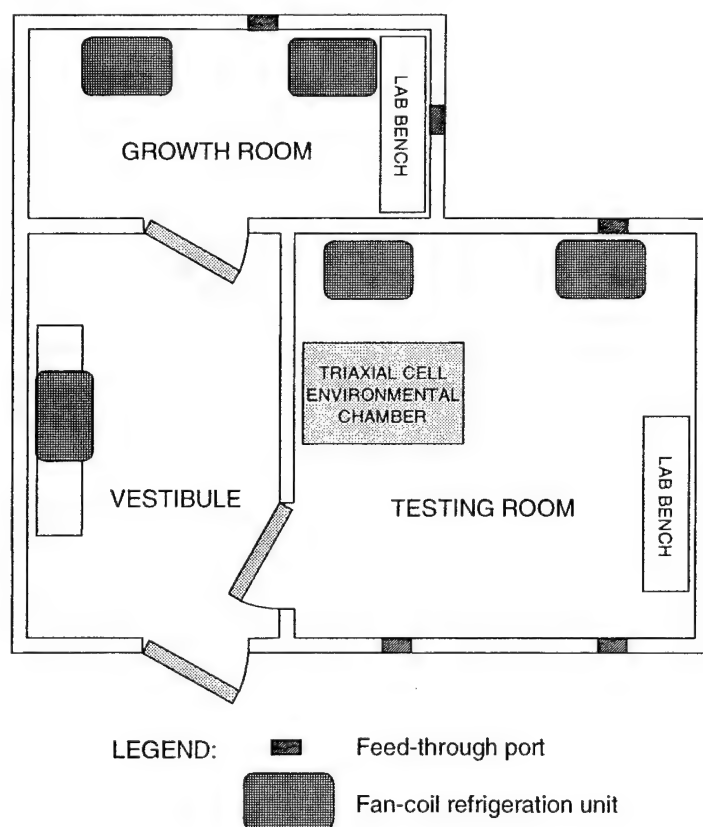 LAB BENCH
GROWTH ROOM
TRIAXIAL CELL
ENVIRONMENTAL
CHAMBER
VESTIBULE
TESTING ROOM
LAB BENCH
LEGEND:
Feed-through port
Fan-coil refrigeration unit